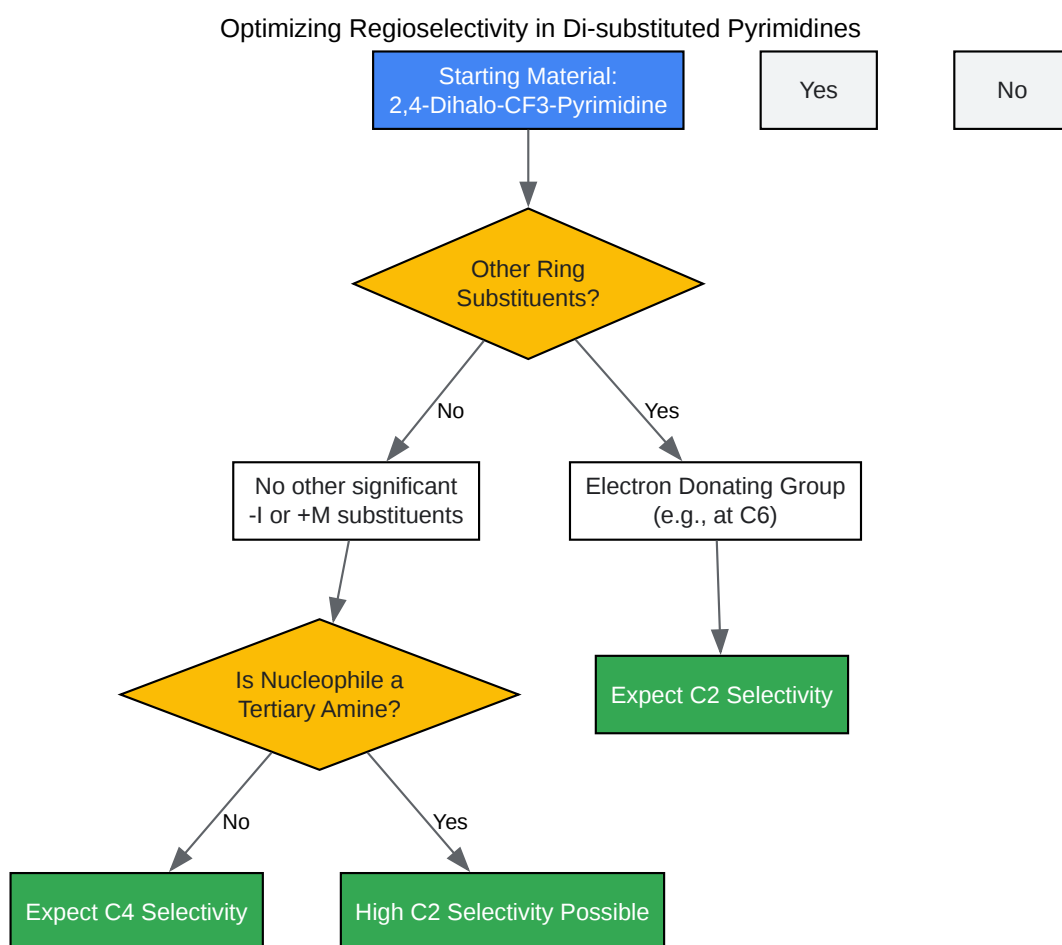 Optimizing Regioselectivity in Di-substituted Pyrimidines
Starting Material:
2,4-Dihalo-CF3-Pyrimidine
Yes
No
Other Ring
Substituents?
No
Yes
No other significant
-I or +M substituents
Electron Donating Group
(e.g., at C6)
Is Nucleophile a
Tertiary Amine?
Expect C2 Selectivity
No
Yes
Expect C4 Selectivity
High C2 Selectivity Possible